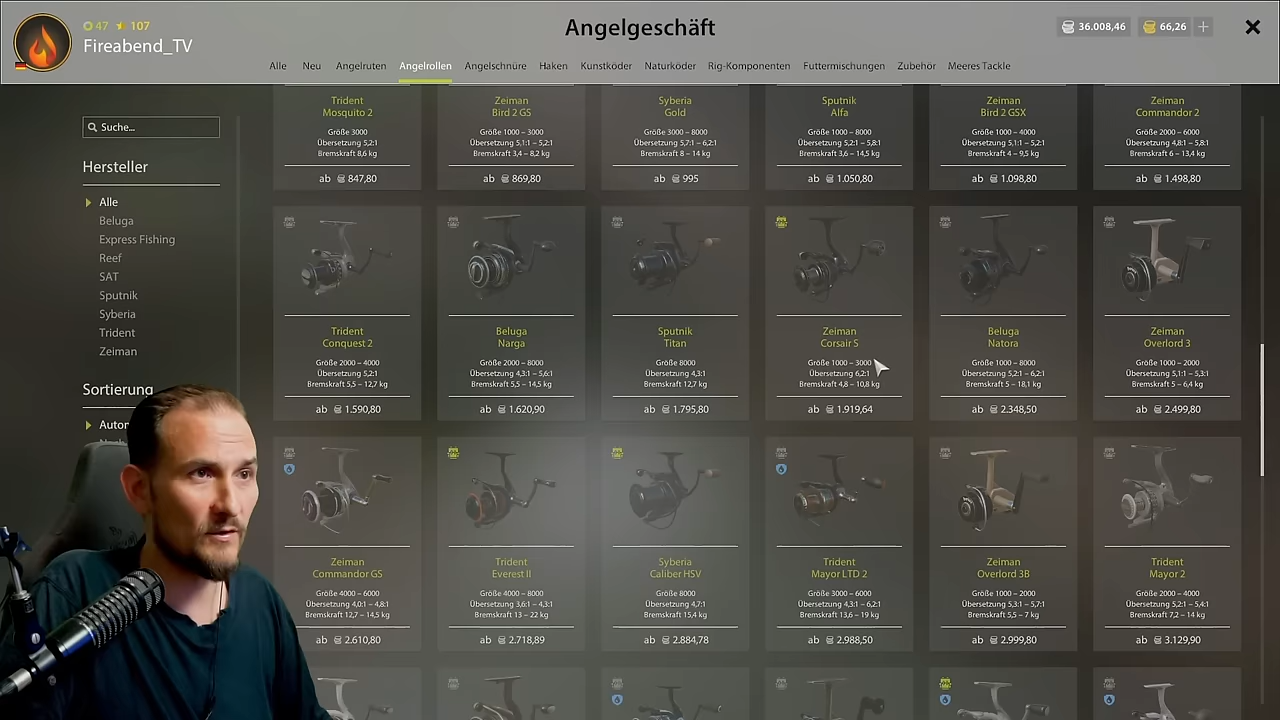 47 107
Fireabend_TV
Angelgeschäft
36.008,46
66,26
Alle Neu Angelruten Angelrollen Angelschnüre Haken Kunstköder Naturköder Rig-Komponenten Futtermischungen Zubehör Meeres Tackle
Suche...
Hersteller
Alle
Beluga
Express Fishing
Reef
SAT
Sputnik
Syberia
Trident
Zeiman
Sortierung
Trident
Mosquito 2
Größe 3000
Übersetzung 5,2:1
Bremskraft 8,6 kg
ab 847,80
Zeiman
Bird 2 GS
Größe 1000 – 3000
Übersetzung 5,1:1 – 5,2:1
Bremskraft 3,4 – 8,2 kg
ab 869,80
Syberia
Gold
Größe 3000 – 8000
Übersetzung 5,7:1 – 6,2:1
Bremskraft 8 – 14 kg
ab 995
Sputnik
Alfa
Größe 1000 – 8000
Übersetzung 5,2:1 – 5,8:1
Bremskraft 3,6 – 14,5 kg
ab 1.050,80
Zeiman
Bird 2 GSX
Größe 1000 – 4000
Übersetzung 5,1:1 – 5,2:1
Bremskraft 4 – 9,5 kg
ab 1.098,80
Zeiman
Commander 2
Größe 2000 – 6000
Übersetzung 4,8:1 – 5,8:1
Bremskraft 6 – 13,4 kg
ab 1.498,80
Trident
Conquest 2
Größe 2000 – 4000
Übersetzung 5,2:1
Bremskraft 5,5 – 12,7 kg
ab 1.590,80
Beluga
Narga
Größe 2000 – 8000
Übersetzung 4,3:1 – 5,6:1
Bremskraft 5,5 – 14,5 kg
ab 1.620,90
Sputnik
Titan
Größe 8000
Übersetzung 4,3:1
Bremskraft 12,7 kg
ab 1.795,80
Zeiman
Corsair S
Größe 1000 – 3000
Übersetzung 6,2:1
Bremskraft 4,8 – 10,8 kg
ab 1.919,64
Beluga
Natora
Größe 1000 – 8000
Übersetzung 5,2:1 – 6,2:1
Bremskraft 5 – 18,1 kg
ab 2.348,50
Zeiman
Overlord 3
Größe 1000 – 2000
Übersetzung 5,1:1 – 5,3:1
Bremskraft 5 – 6,4 kg
ab 2.499,80
Zeiman
Commander GS
Größe 4000 – 6000
Übersetzung 4,0:1 – 4,8:1
Bremskraft 12,7 – 14,5 kg
ab 2.610,80
Trident
Everest II
Größe 4000 – 8000
Übersetzung 3,6:1 – 4,3:1
Bremskraft 13 – 22 kg
ab 2.718,89
Syberia
Caliber HSV
Größe 8000
Übersetzung 4,7:1
Bremskraft 15,4 kg
ab 2.884,78
Trident
Mayor LTD 2
Größe 3000 – 6000
Übersetzung 4,3:1 – 6,2:1
Bremskraft 13,6 – 19 kg
ab 2.988,50
Zeiman
Overlord 3B
Größe 1000 – 2000
Übersetzung 5,3:1 – 5,7:1
Bremskraft 5,5 – 7 kg
ab 2.999,80
Trident
Mayor 2
Größe 2000 – 4000
Übersetzung 5,2:1 – 5,4:1
Bremskraft 7,2 – 14 kg
ab 3.129,90